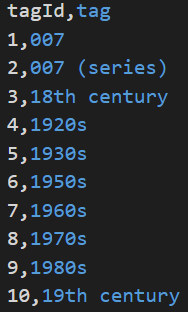 tagId,tag
1,007
2,007 (series)
3,18th century
4,1920s
5,1930s
6,1950s
7,1960s
8,1970s
9,1980s
10,19th century